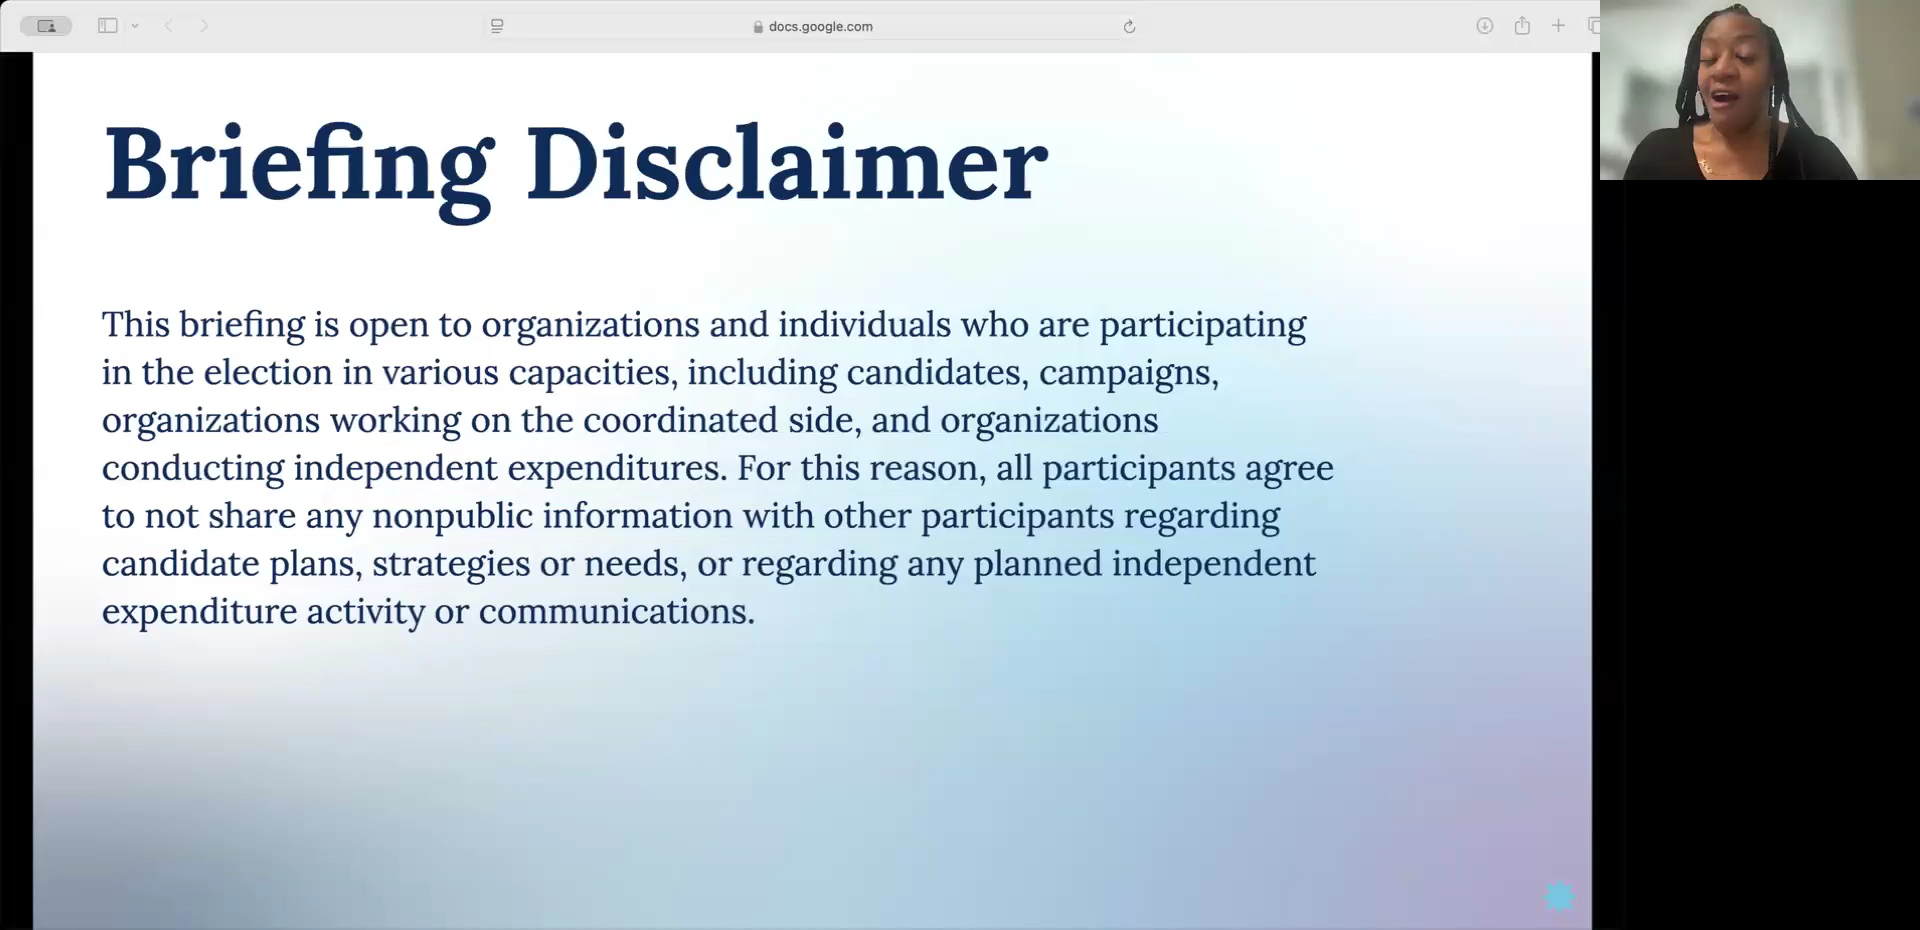 docs.google.com
Briefing Disclaimer
This briefing is open to organizations and individuals who are participating
in the election in various capacities, including candidates, campaigns,
organizations working on the coordinated side, and organizations
conducting independent expenditures. For this reason, all participants agree
to not share any nonpublic information with other participants regarding
candidate plans, strategies or needs, or regarding any planned independent
expenditure activity or communications.